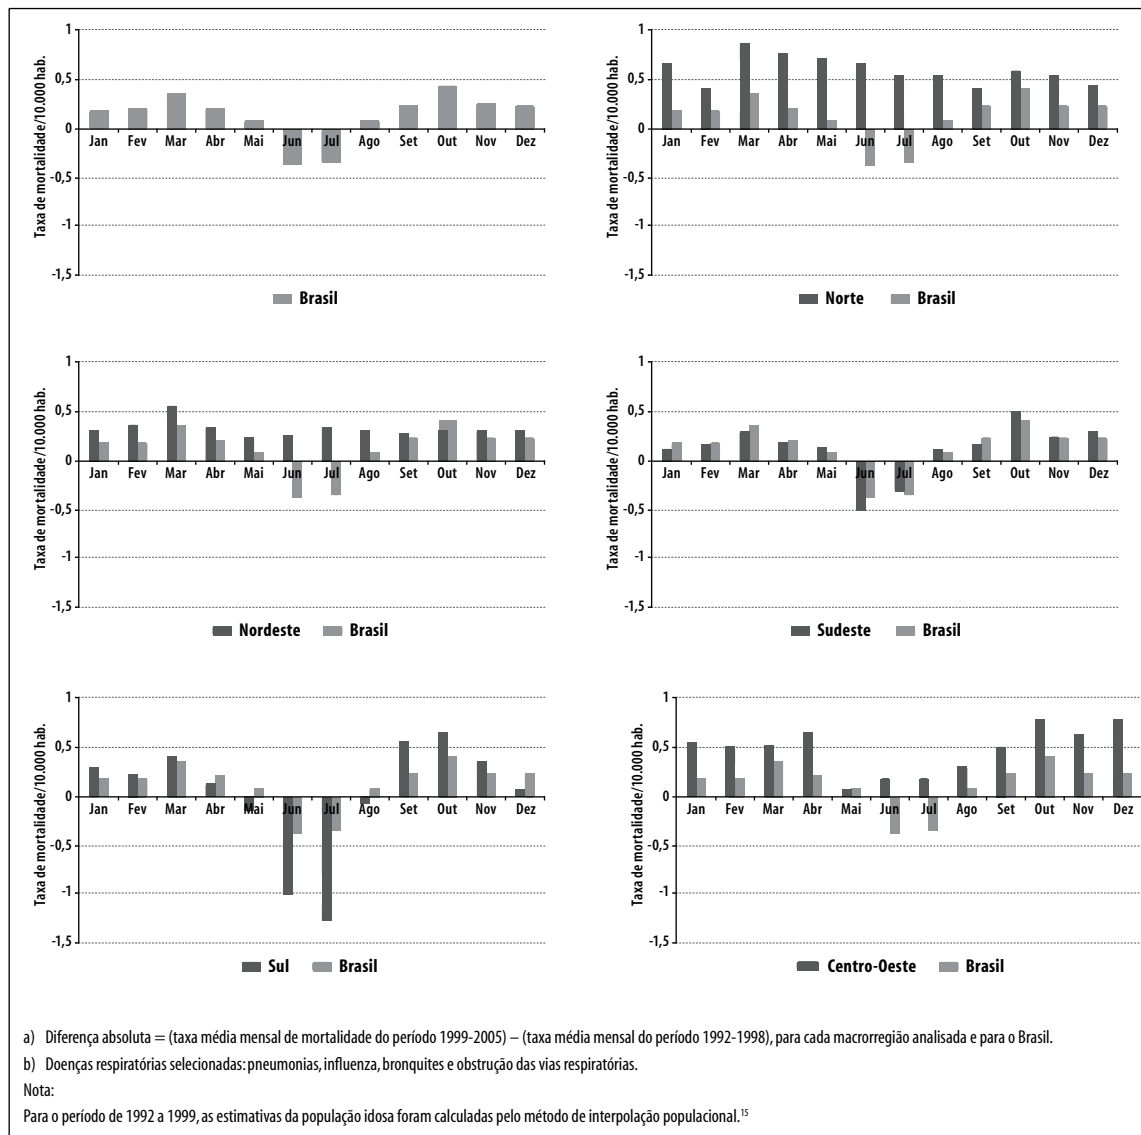 Taxa de mortalidade/10.000 hab.
1
0,5
0
-0,5
-1
-1,5
Jan Fev Mar Abr Mai Jun Jul Ago Set Out Nov Dez
Brasil
Taxa de mortalidade/10.000 hab.
1
0,5
0
-0,5
-1
-1,5
Jan Fev Mar Abr Mai Jun Jul Ago Set Out Nov Dez
Norte Brasil
Taxa de mortalidade/10.000 hab.
1
0,5
0
-0,5
-1
-1,5
Jan Fev Mar Abr Mai Jun Jul Ago Set Out Nov Dez
Nordeste Brasil
Taxa de mortalidade/10.000 hab.
1
0,5
0
-0,5
-1
-1,5
Jan Fev Mar Abr Mai Jun Jul Ago Set Out Nov Dez
Sudeste Brasil
Taxa de mortalidade/10.000 hab.
1
0,5
0
-0,5
-1
-1,5
Jan Fev Mar Abr Mai Jun Jul Ago Set Out Nov Dez
Sul Brasil
Taxa de mortalidade/10.000 hab.
1
0,5
0
-0,5
-1
-1,5
Jan Fev Mar Abr Mai Jun Jul Ago Set Out Nov Dez
Centro-Oeste Brasil
a) Diferença absoluta = (taxa média mensal de mortalidade do período 1999-2005) – (taxa média mensal do período 1992-1998), para cada macrorregião analisada e para o Brasil.
b) Doenças respiratórias selecionadas: pneumonias, influenza, bronquites e obstrução das vias respiratórias.
Nota:
Para o período de 1992 a 1999, as estimativas da população idosa foram calculadas pelo método de interpolação populacional.15